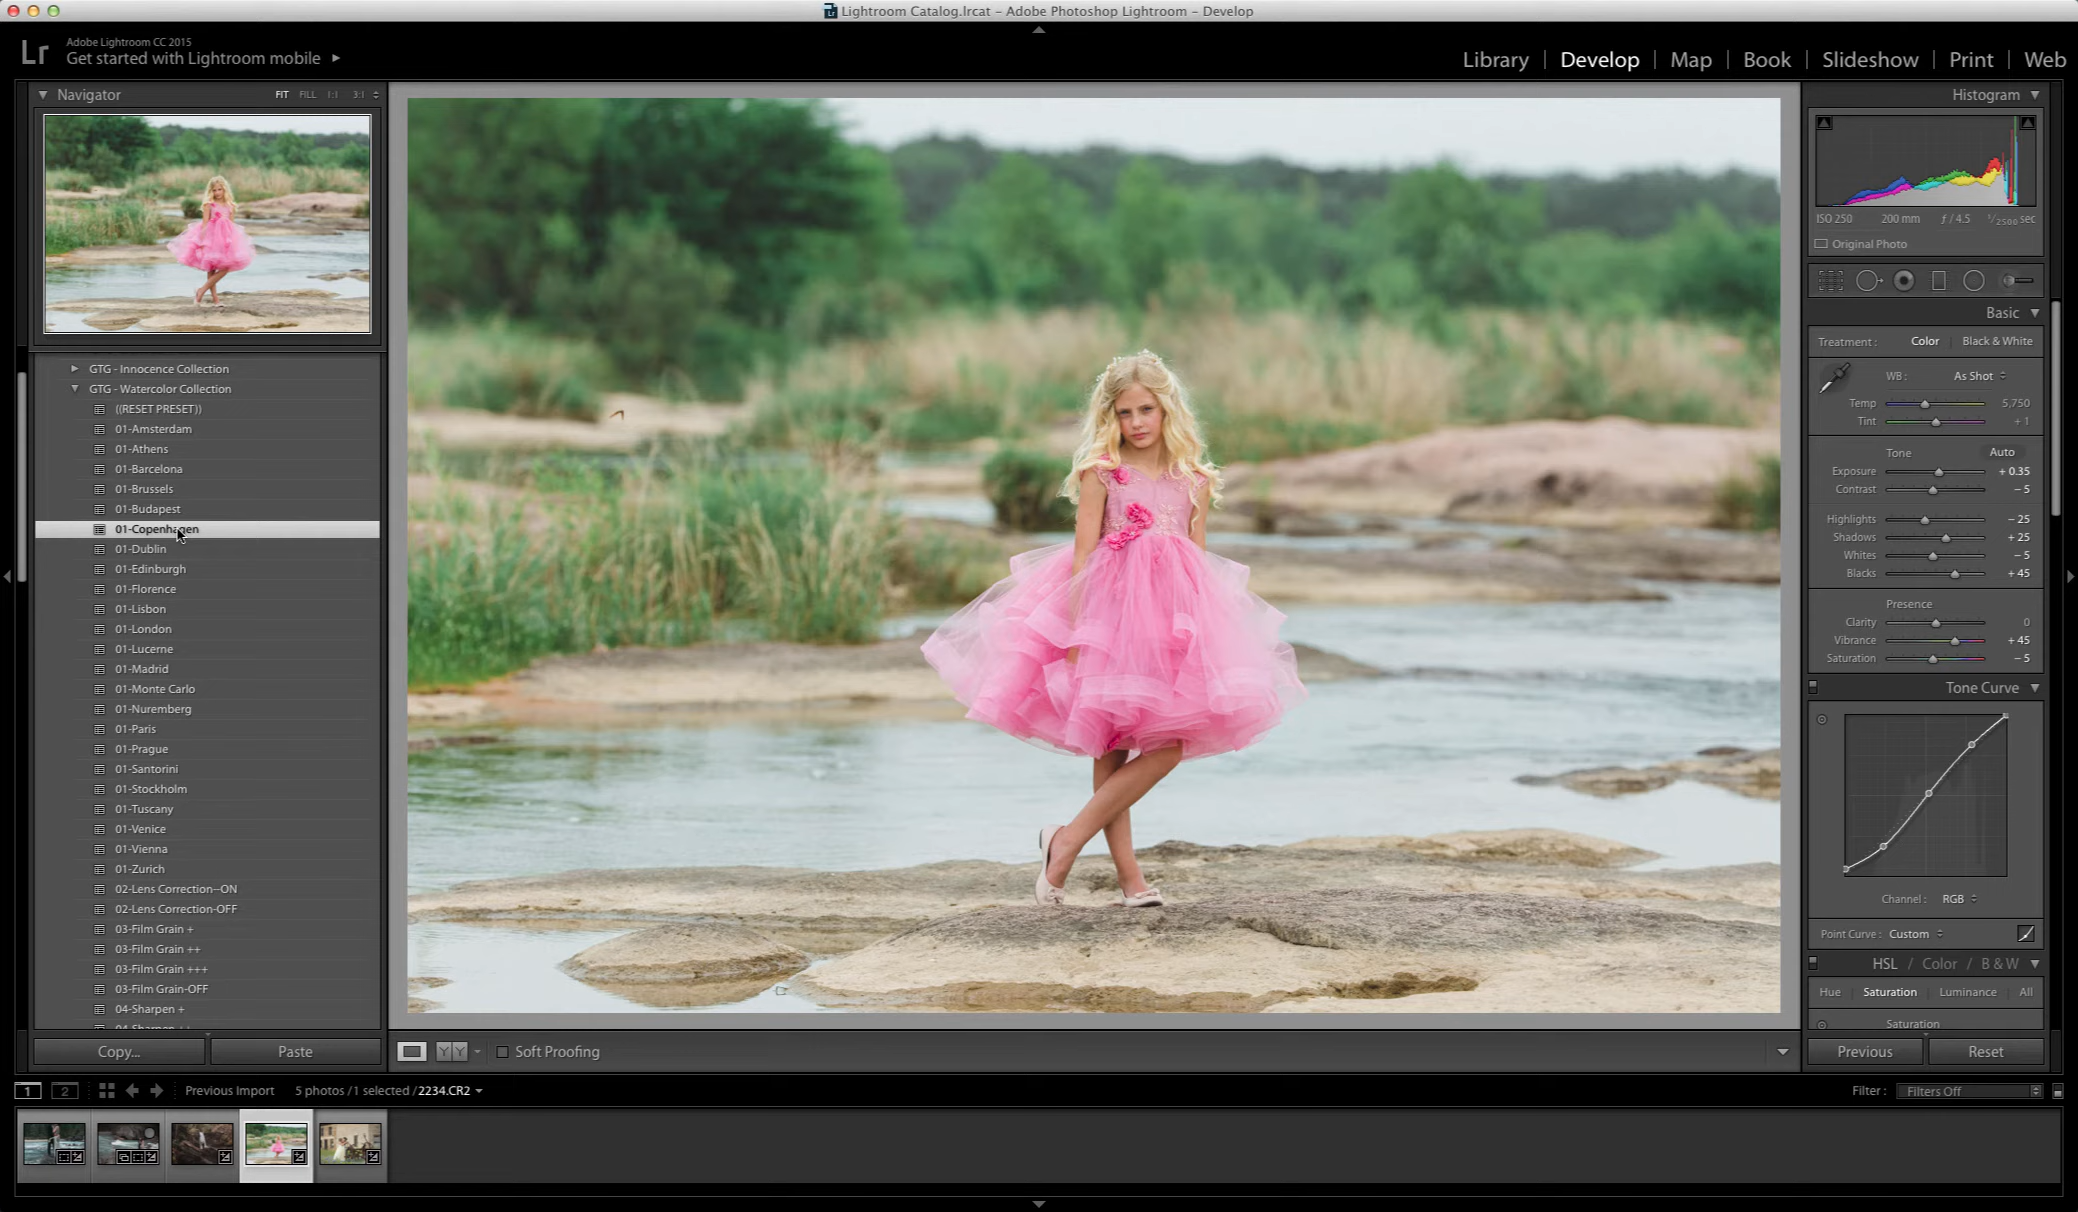 Lightroom Catalog.lrcat – Adobe Photoshop Lightroom – Develop
Lr
Adobe Lightroom CC 2015
Get started with Lightroom mobile
Library | Develop | Map | Book | Slideshow | Print | Web
Navigator FIT FILL 1:1 3:1
GTG - Innocence Collection
GTG - Watercolor Collection
((RESET PRESET))
01-Amsterdam
01-Athens
01-Barcelona
01-Brussels
01-Budapest
01-Copenhagen
01-Dublin
01-Edinburgh
01-Florence
01-Lisbon
01-London
01-Lucerne
01-Madrid
01-Monte Carlo
01-Nuremberg
01-Paris
01-Prague
01-Santorini
01-Stockholm
01-Tuscany
01-Venice
01-Vienna
01-Zurich
02-Lens Correction--ON
02-Lens Correction-OFF
03-Film Grain +
03-Film Grain ++
03-Film Grain +++
03-Film Grain-OFF
04-Sharpen +
Copy...
Paste
Y Y
Soft Proofing
Histogram
ISO 250 200 mm ƒ / 4.5 1/2500 sec
Original Photo
Basic
Treatment : Color | Black & White
WB : As Shot
Temp 5,750
Tint + 1
Tone Auto
Exposure + 0.35
Contrast – 5
Highlights – 25
Shadows + 25
Whites – 5
Blacks + 45
Presence
Clarity 0
Vibrance + 45
Saturation – 5
Tone Curve
Channel : RGB
Point Curve : Custom
HSL / Color / B & W
Hue Saturation Luminance All
Saturation
Previous
Reset
1 2 Previous Import 5 photos / 1 selected / 2234.CR2
Filter : Filters Off